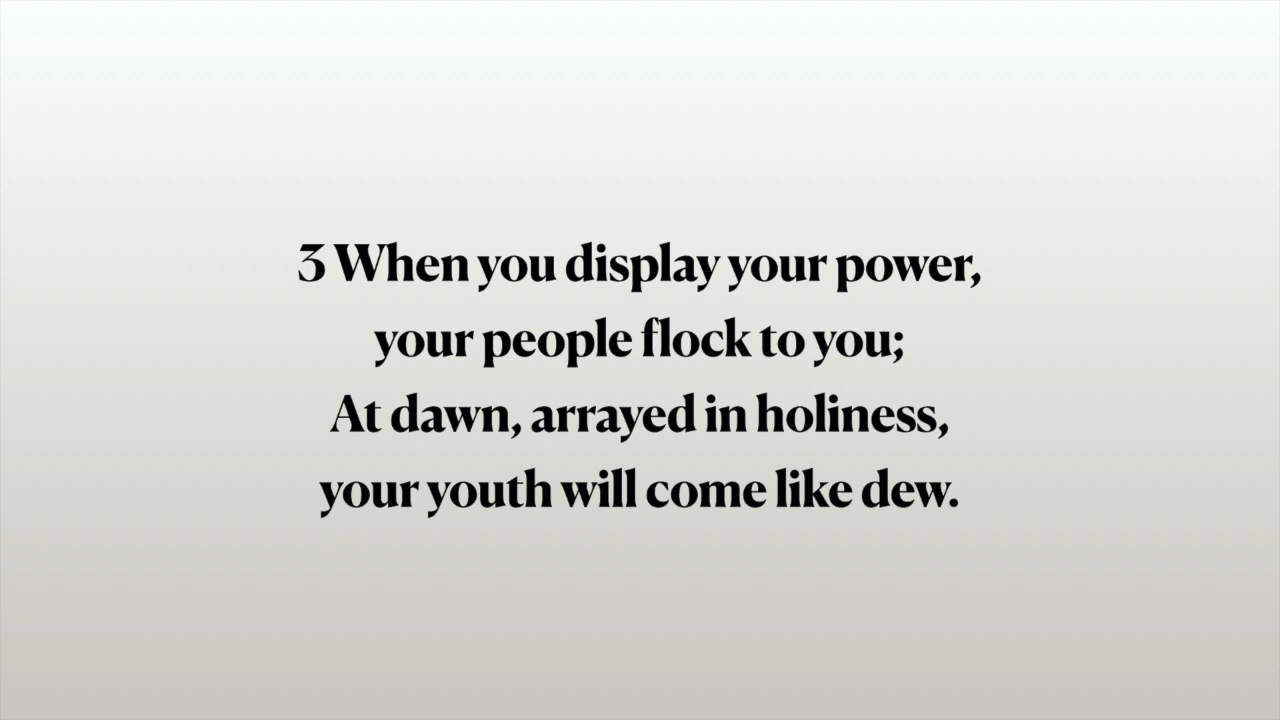 3 When you display your power,
your people flock to you;
At dawn, arrayed in holiness,
your youth will come like dew.